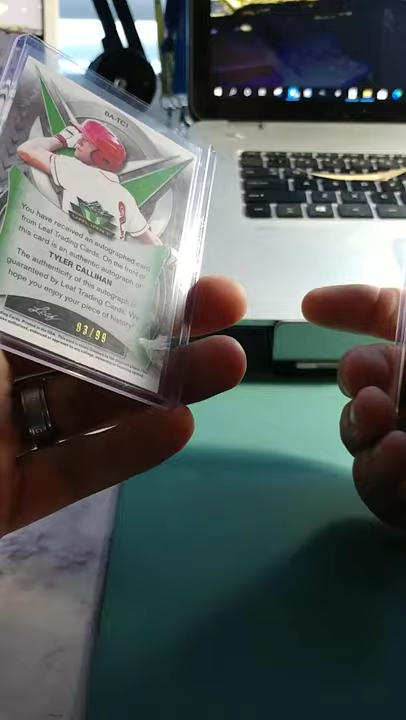 BA-TC1
You have received an autographed card
from Leaf Trading Cards. On the front of
this card is an authentic autograph of
TYLER CALLIHAN
The authenticity of this autograph is
guaranteed by Leaf Trading Cards. We
hope you enjoy your piece of history!
Leaf
93/99